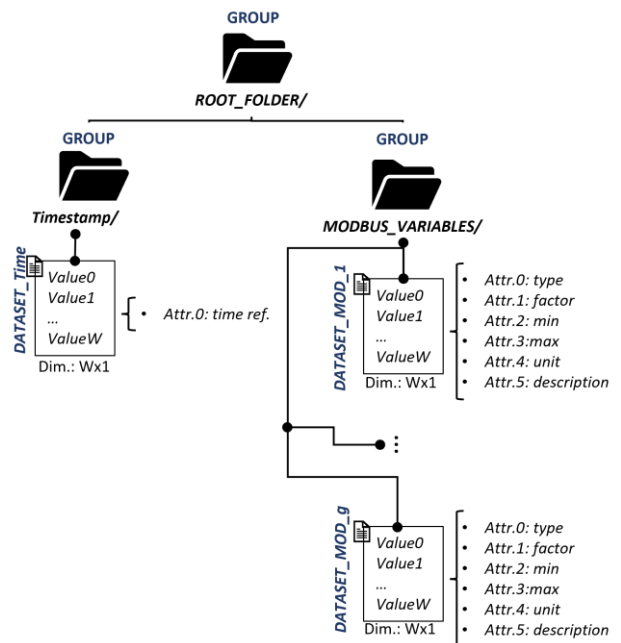 GROUP
ROOT_FOLDER/
GROUP
Timestamp/
DATASET_Time
Value0
Value1
...
ValueW
Dim.: Wx1
• Attr.0: time ref.
GROUP
MODBUS_VARIABLES/
DATASET_MOD_1
Value0
Value1
...
ValueW
Dim.: Wx1
• Attr.0: type
• Attr.1: factor
• Attr.2: min
• Attr.3:max
• Attr.4: unit
• Attr.5: description
⋮
DATASET_MOD_g
Value0
Value1
...
ValueW
Dim.: Wx1
• Attr.0: type
• Attr.1: factor
• Attr.2: min
• Attr.3:max
• Attr.4: unit
• Attr.5: description